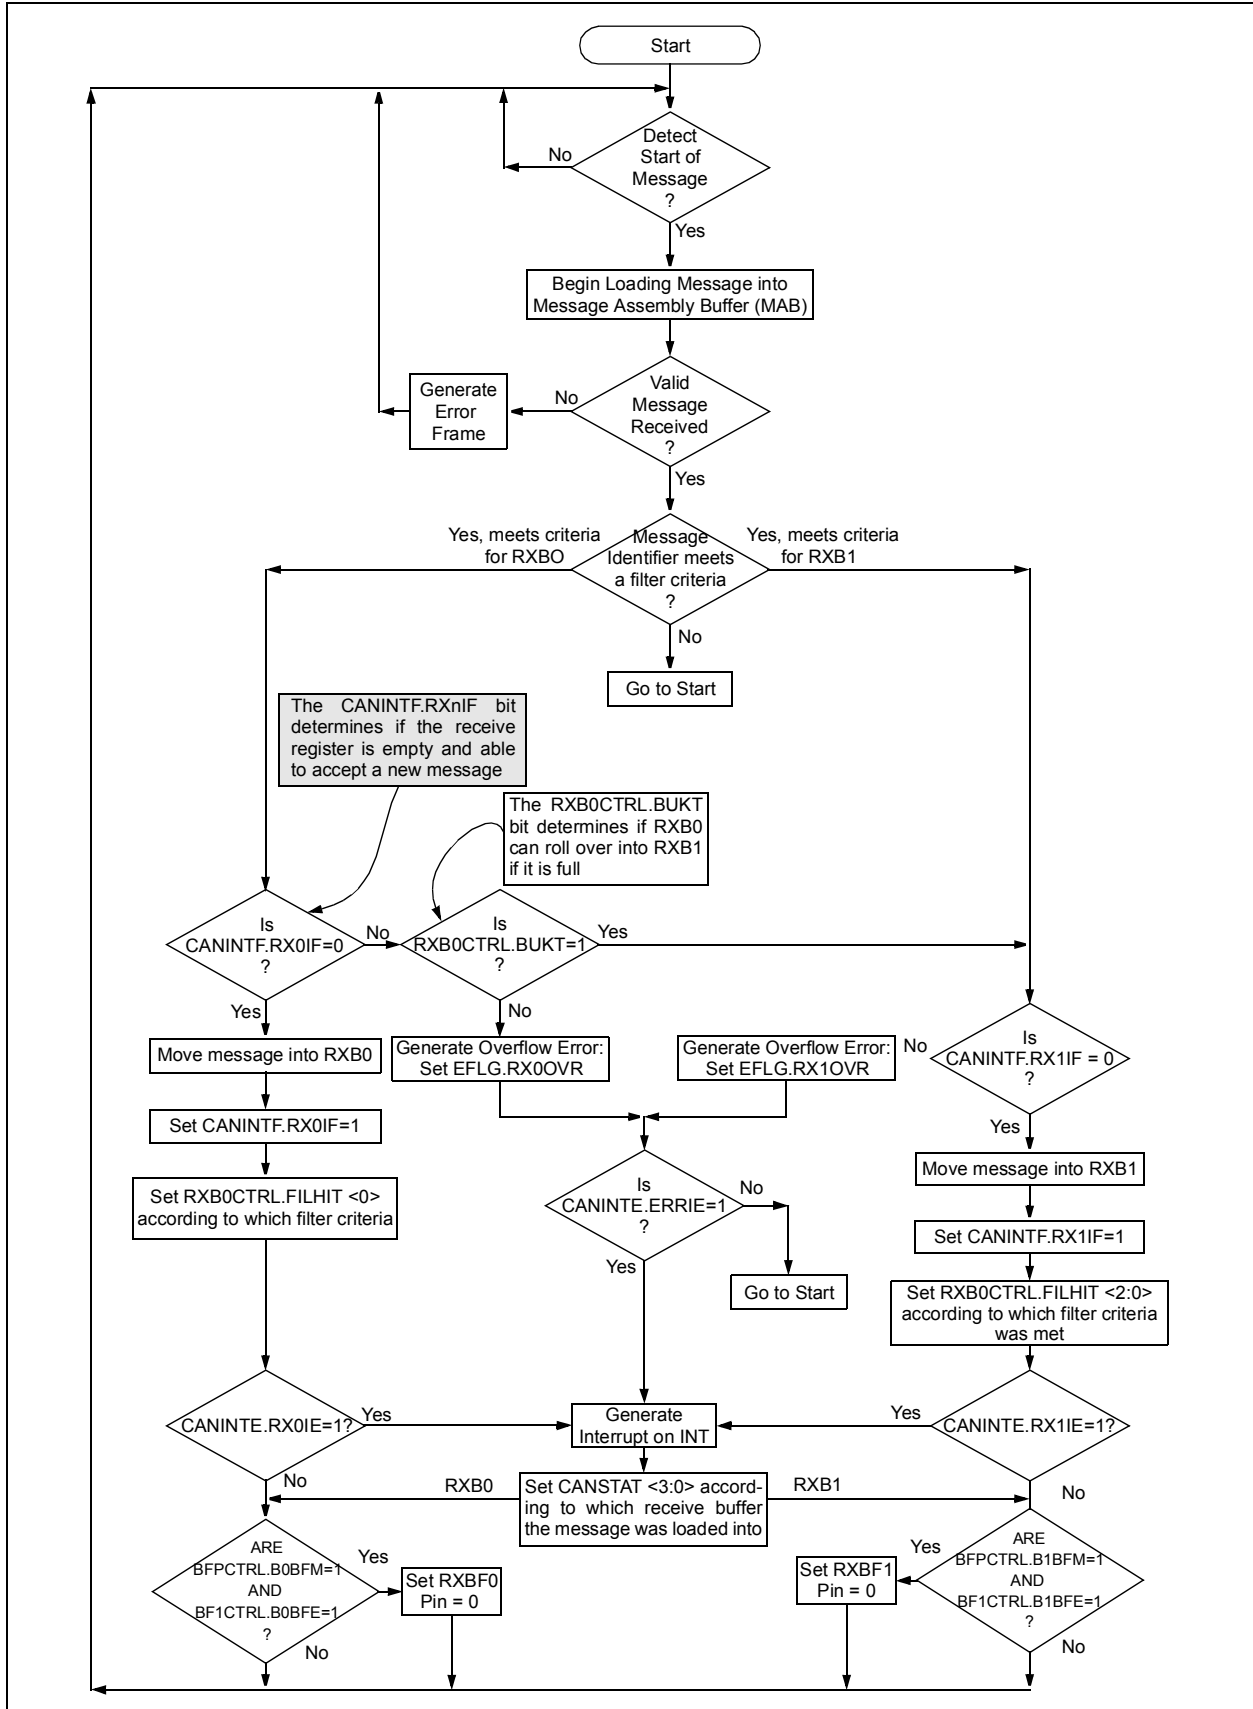 Start
Detect
Start of
Message
?
No
Yes
Begin Loading Message into
Message Assembly Buffer (MAB)
Generate
Error
Frame
No
Valid
Message
Received
?
Yes
Yes, meets criteria
for RXBO
Message
Identifier meets
a filter criteria
?
Yes, meets criteria
for RXB1
No
Go to Start
The CANINTF.RXnIF bit
determines if the receive
register is empty and able
to accept a new message
The RXB0CTRL.BUKT
bit determines if RXB0
can roll over into RXB1
if it is full
Is
CANINTF.RX0IF=0
?
No
Is
RXB0CTRL.BUKT=1
?
Yes
Yes
No
Move message into RXB0
Generate Overflow Error:
Set EFLG.RX0OVR
Generate Overflow Error:
Set EFLG.RX1OVR
No
Is
CANINTF.RX1IF = 0
?
Set CANINTF.RX0IF=1
Yes
Set RXB0CTRL.FILHIT <0>
according to which filter criteria
Is
CANINTE.ERRIE=1
?
No
Yes
Go to Start
Move message into RXB1
Set CANINTF.RX1IF=1
Set RXB0CTRL.FILHIT <2:0>
according to which filter criteria
was met
CANINTE.RX0IE=1?
Yes
Generate
Interrupt on INT
Yes
CANINTE.RX1IE=1?
No
RXB0
Set CANSTAT <3:0> accord-
ing to which receive buffer
the message was loaded into
RXB1
No
ARE
BFPCTRL.B0BFM=1
AND
BF1CTRL.B0BFE=1
?
Yes
Set RXBF0
Pin = 0
No
Set RXBF1
Pin = 0
Yes
ARE
BFPCTRL.B1BFM=1
AND
BF1CTRL.B1BFE=1
?
No